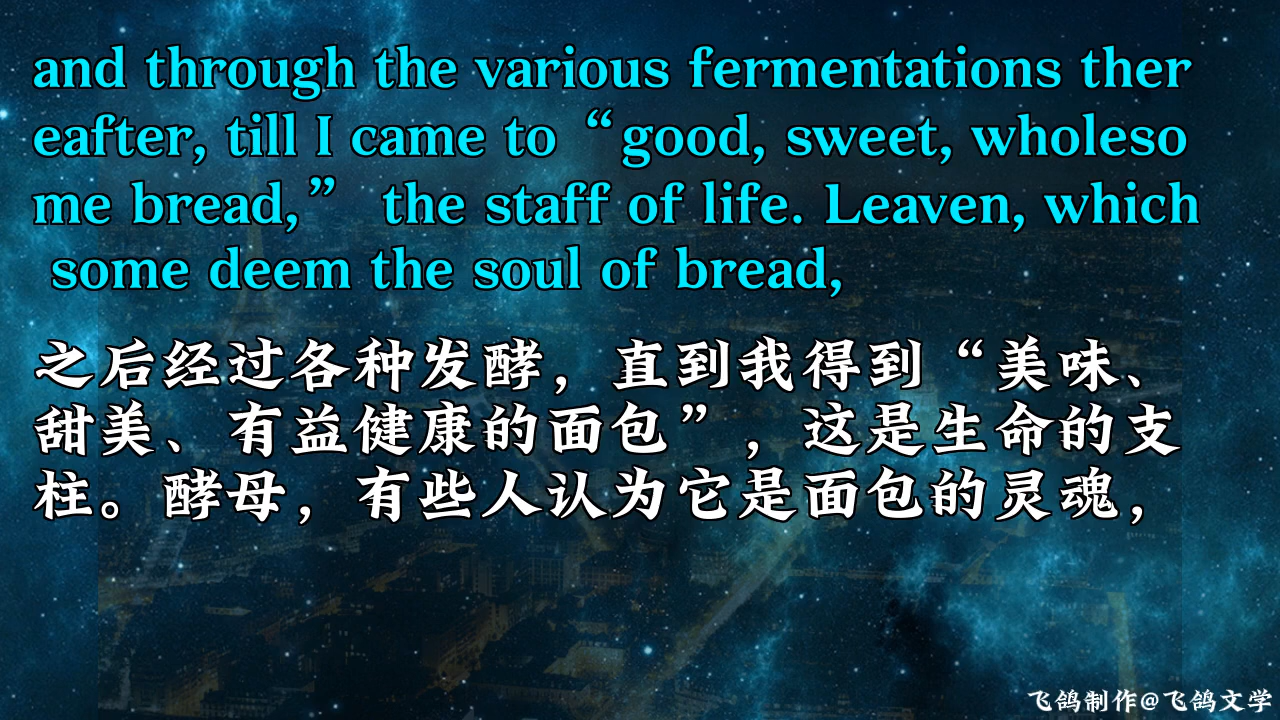 and through the various fermentations ther
eafter, till I came to “good, sweet, wholeso
me bread,” the staff of life. Leaven, which
some deem the soul of bread,
之后经过各种发酵，直到我得到“美味、
甜美、有益健康的面包”，这是生命的支
柱。酵母，有些人认为它是面包的灵魂，
飞鸽制作@飞鸽文学